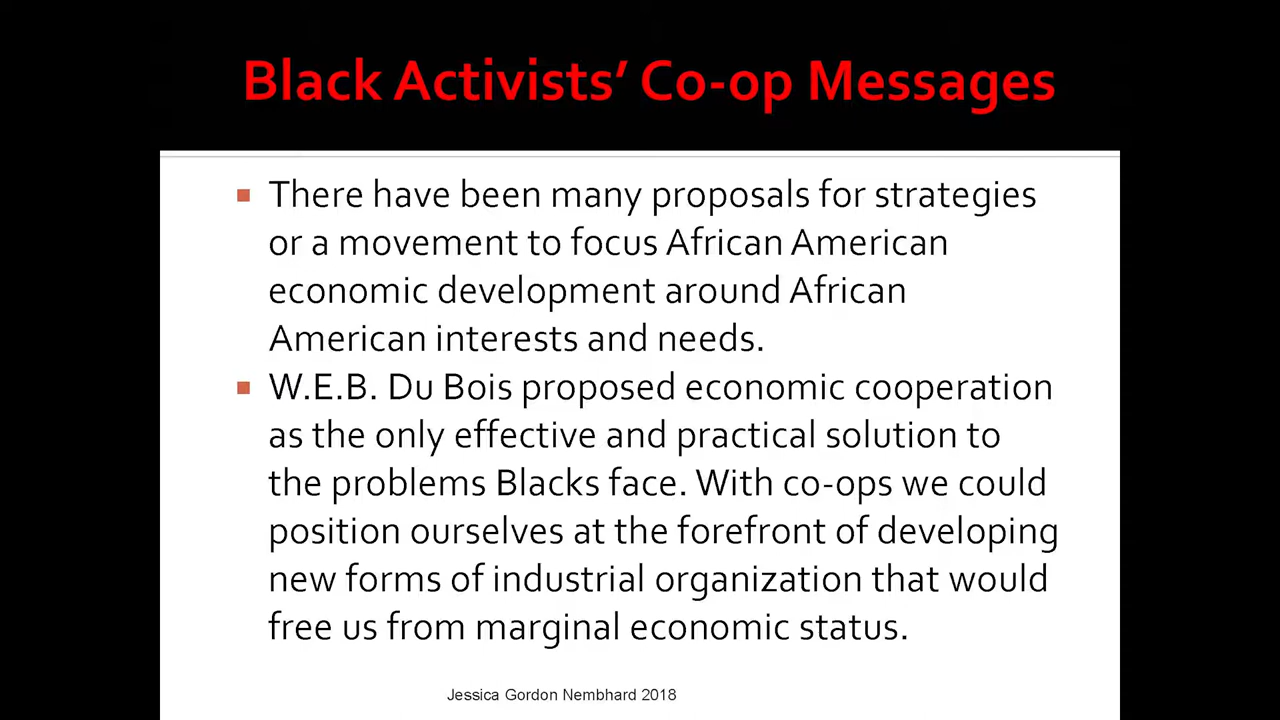 Black Activists’ Co-op Messages
There have been many proposals for strategies
or a movement to focus African American
economic development around African
American interests and needs.
W.E.B. Du Bois proposed economic cooperation
as the only effective and practical solution to
the problems Blacks face. With co-ops we could
position ourselves at the forefront of developing
new forms of industrial organization that would
free us from marginal economic status.
Jessica Gordon Nembhard 2018